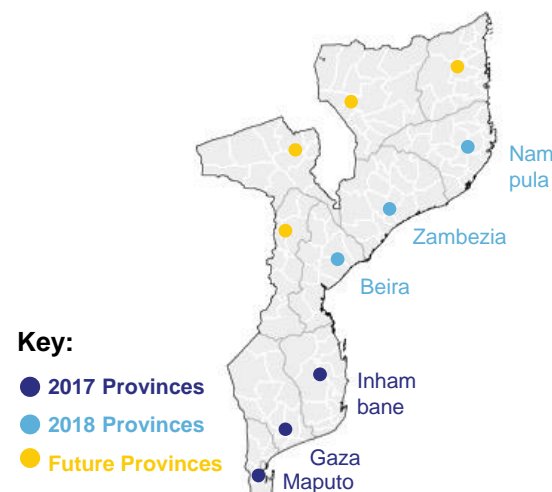 Nam
pula
Zambezia
Beira
Key:
2017 Provinces
2018 Provinces
Future Provinces
Inham
bane
Gaza
Maputo